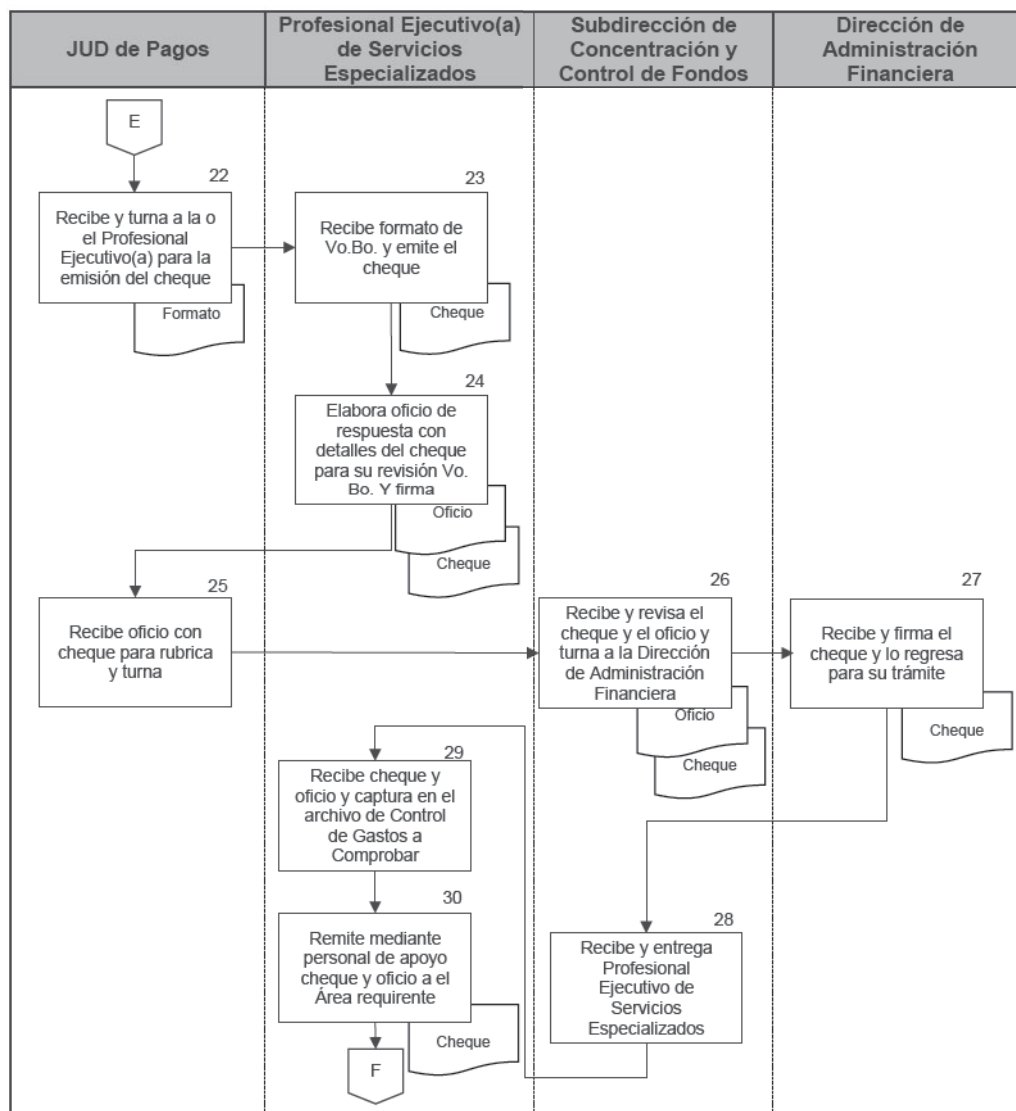 JUD de Pagos
Profesional Ejecutivo(a)
de Servicios
Especializados
Subdirección de
Concentración y
Control de Fondos
Dirección de
Administración
Financiera
E
22
Recibe y turna a la o
el Profesional
Ejecutivo(a) para la
emisión del cheque
Formato
23
Recibe formato de
Vo.Bo. y emite el
cheque
Cheque
24
Elabora oficio de
respuesta con
detalles del cheque
para su revisión Vo.
Bo. Y firma
Oficio
Cheque
25
Recibe oficio con
cheque para rubrica
y turna
26
Recibe y revisa el
cheque y el oficio y
turna a la Dirección
de Administración
Financiera
Oficio
Cheque
27
Recibe y firma el
cheque y lo regresa
para su trámite
Cheque
28
Recibe y entrega
Profesional
Ejecutivo de
Servicios
Especializados
29
Recibe cheque y
oficio y captura en el
archivo de Control
de Gastos a
Comprobar
30
Remite mediante
personal de apoyo
cheque y oficio a el
Área requirente
Cheque
F